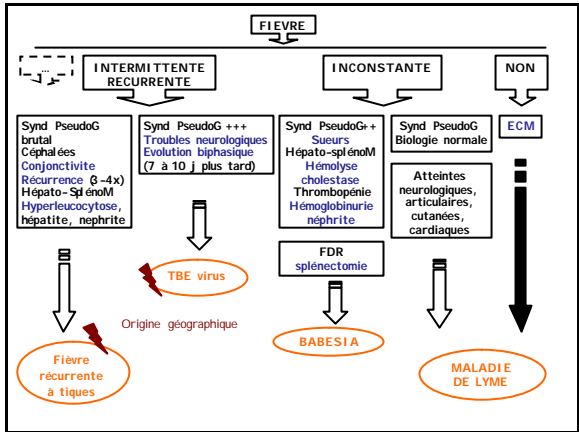 FIEVRE
...
INTERMITTENTE
RECURRENTE
INCONSTANTE
NON
Synd PseudoG
brutal
Céphalées
Conjonctivite
Récurrence (3-4x)
Hépato-SplénoM
Hyperleucocytose,
hépatite, nephrite
Synd PseudoG +++
Troubles neurologiques
Evolution biphasique
(7 à 10 j plus tard)
Synd PseudoG++
Sueurs
Hépato-splénoM
Hémolyse
cholestase
Thrombopénie
Hémoglobinurie
néphrite
Synd PseudoG
Biologie normale
ECM
Atteintes
neurologiques,
articulaires,
cutanées,
cardiaques
FDR
splénectomie
TBE virus
Origine géographique
BABESIA
Fièvre
récurrente
à tiques
MALADIE
DE LYME